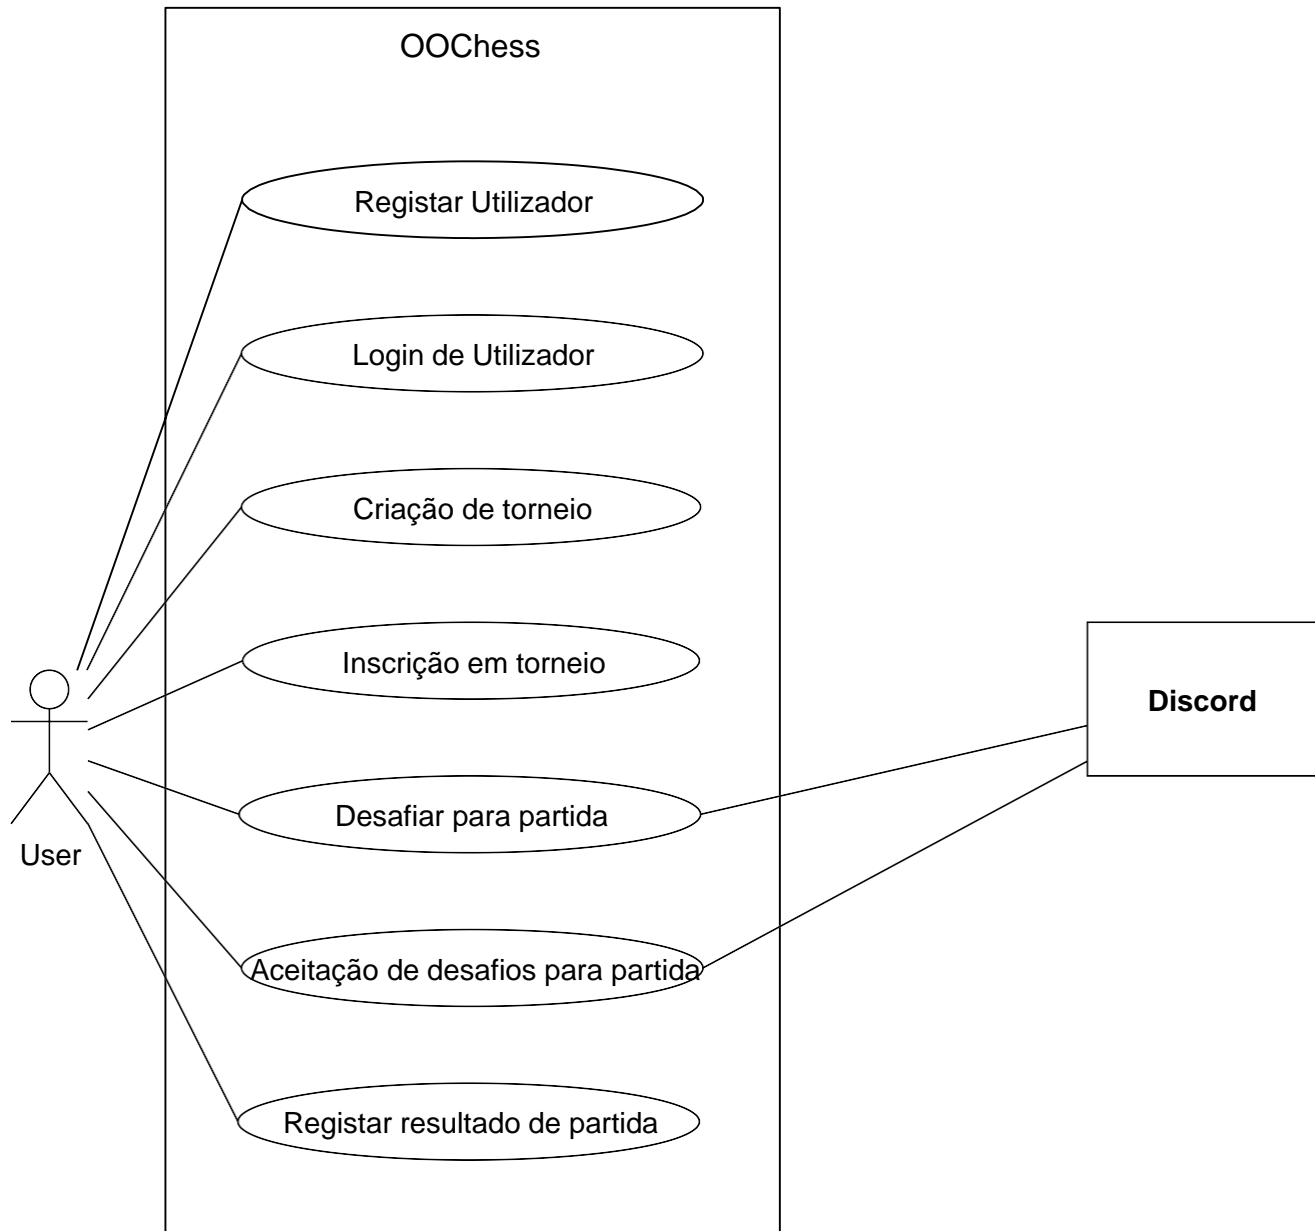 OOChess
Registar Utilizador
Login de Utilizador
Criação de torneio
Inscrição em torneio
Discord
Desafiar para partida
User
Aceitação de desafios para partida
Registar resultado de partida